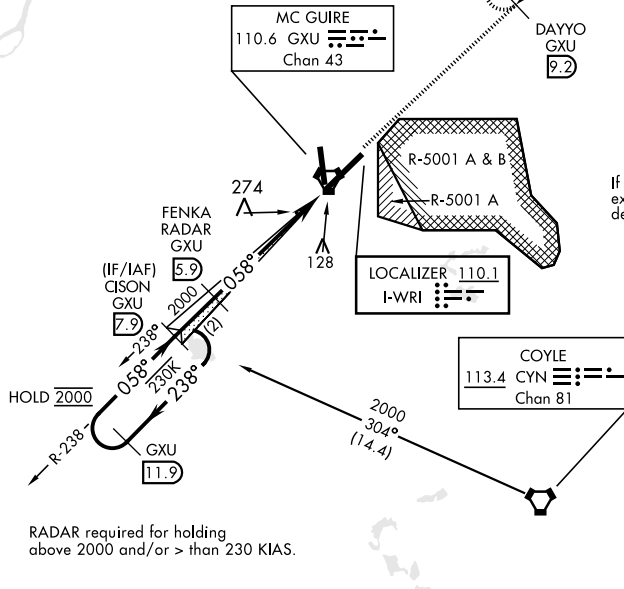 MC GUIRE
110.6 GXU
Chan 43
DAYYO
GXU
9.2
R-5001 A & B
R-5001 A
If
ex
de
274
FENKA
RADAR
GXU
5.9
128
(IF/IAF)
CISON
GXU
7.9
LOCALIZER 110.1
I-WRI
058°
2000
(2)
238°
058°
230K
238°
HOLD 2000
R-238
GXU
11.9
COYLE
113.4 CYN
Chan 81
2000
304°
(14.4)
RADAR required for holding
above 2000 and/or > than 230 KIAS.